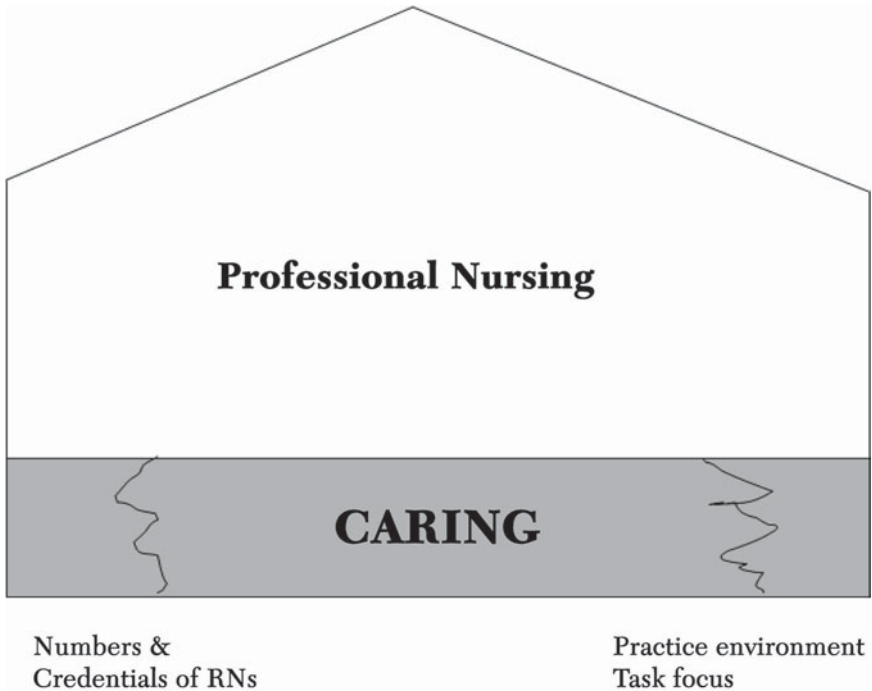 Professional Nursing
CARING
Numbers &
Credentials of RNs
Practice environment
Task focus